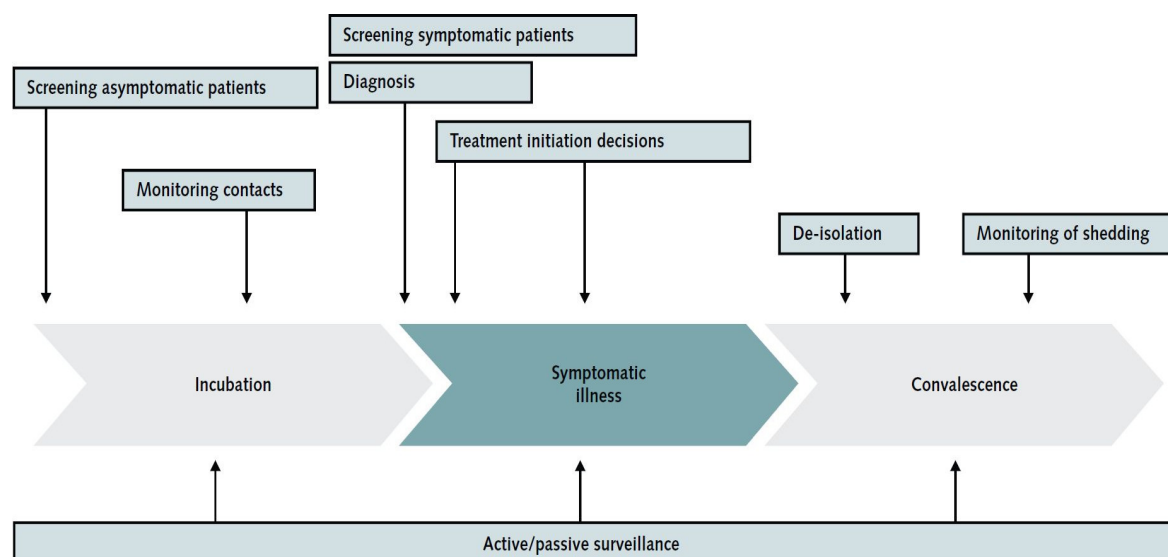 Screening symptomatic patients
Screening asymptomatic patients
Diagnosis
Treatment initiation decisions
Monitoring contacts
De-isolation
Monitoring of shedding
Incubation
Symptomatic
illness
Convalescence
Active/passive surveillance